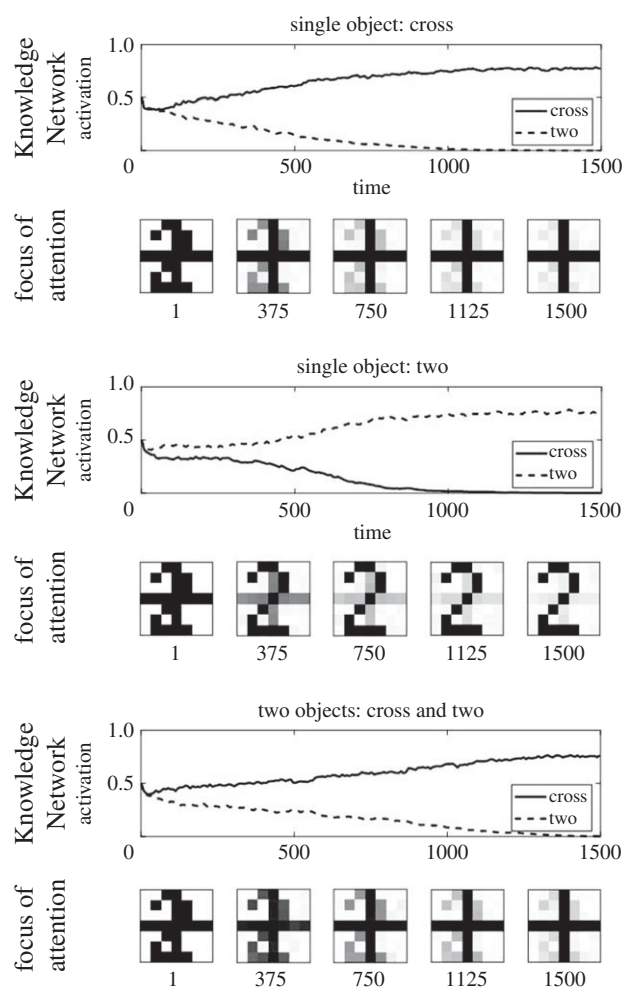 single object: cross
Knowledge
Network
activation
1.0
0.5
0 500 1000 1500
cross
two
time
focus of
attention
1 375 750 1125 1500
single object: two
Knowledge
Network
activation
1.0
0.5
0 500 1000 1500
cross
two
time
focus of
attention
1 375 750 1125 1500
two objects: cross and two
Knowledge
Network
activation
1.0
0.5
0 500 1000 1500
cross
two
focus of
attention
1 375 750 1125 1500